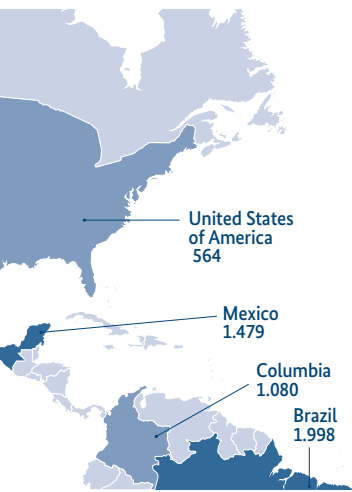 United States
of America
564
Mexico
1.479
Columbia
1.080
Brazil
1.998